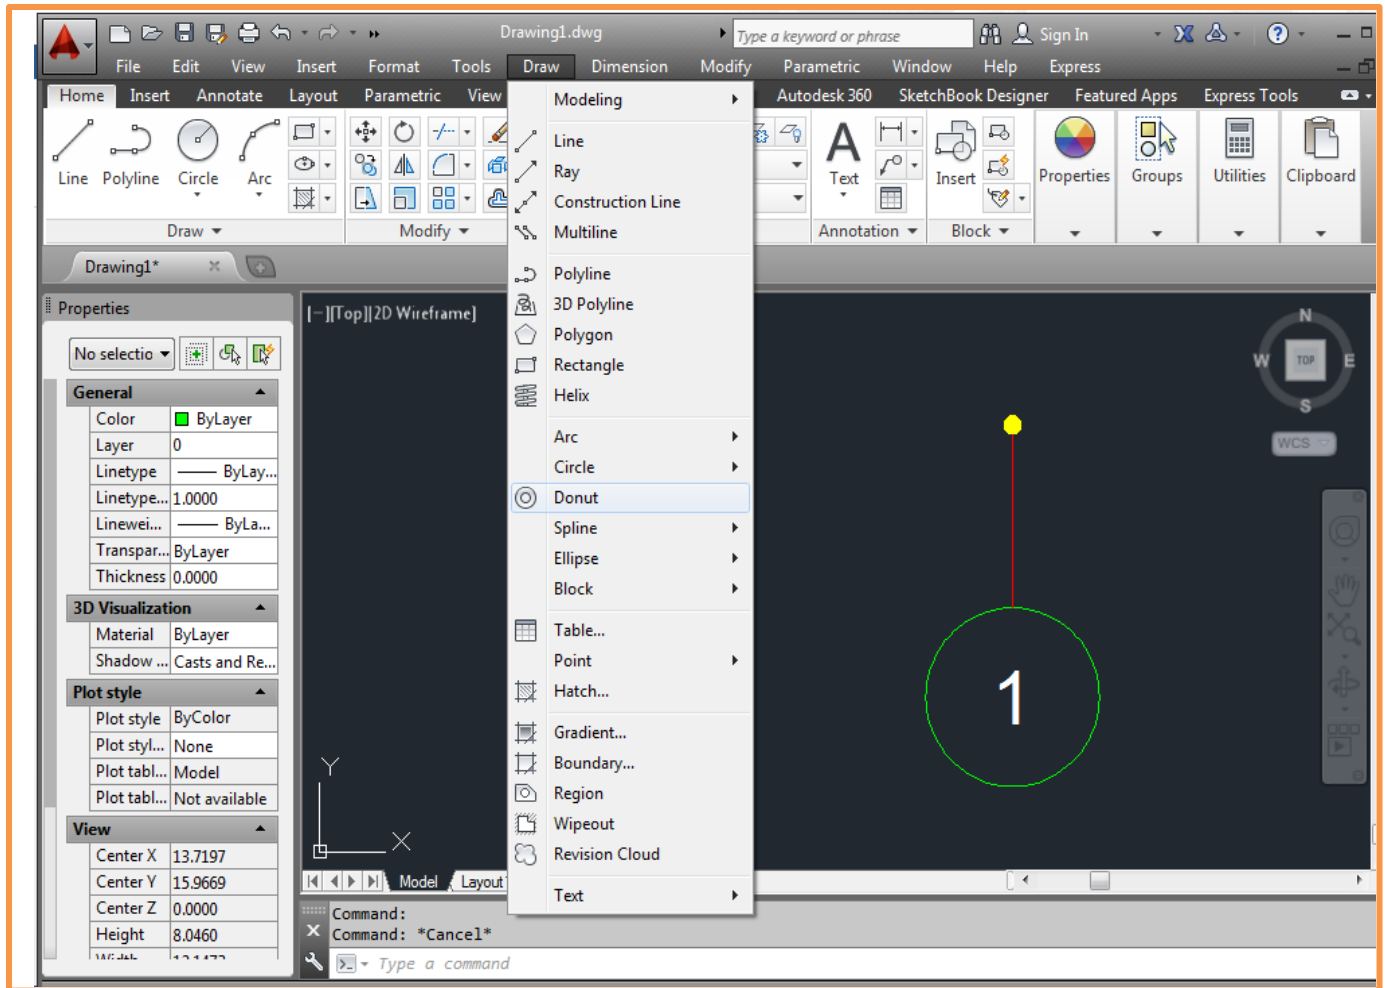 Drawing1.dwg
Type a keyword or phrase
Sign In
File Edit View Insert Format Tools Draw Dimension Modify Parametric Window Help Express
Home Insert Annotate Layout Parametric View Autodesk 360 SketchBook Designer Featured Apps Express Tools
Line Polyline Circle Arc Text Insert Properties Groups Utilities Clipboard
Draw Modify Annotation Block
Drawing1*
Properties
No selectio
General
Color ByLayer
Layer 0
Linetype ByLay...
Linetype... 1.0000
Linewei... ByLa...
Transpar... ByLayer
Thickness 0.0000
3D Visualization
Material ByLayer
Shadow ... Casts and Re...
Plot style
Plot style ByColor
Plot styl... None
Plot tabl... Model
Plot tabl... Not available
View
Center X 13.7197
Center Y 15.9669
Center Z 0.0000
Height 8.0460
Modeling
Line
Ray
Construction Line
Multiline
Polyline
3D Polyline
Polygon
Rectangle
Helix
Arc
Circle
Donut
Spline
Ellipse
Block
Table...
Point
Hatch...
Gradient...
Boundary...
Region
Wipeout
Revision Cloud
Text
[-][Top][2D Wireframe]
N
W TOP E
S
WCS
1
Y
X
Model Layout
Command:
Command: *Cancel*
Type a command